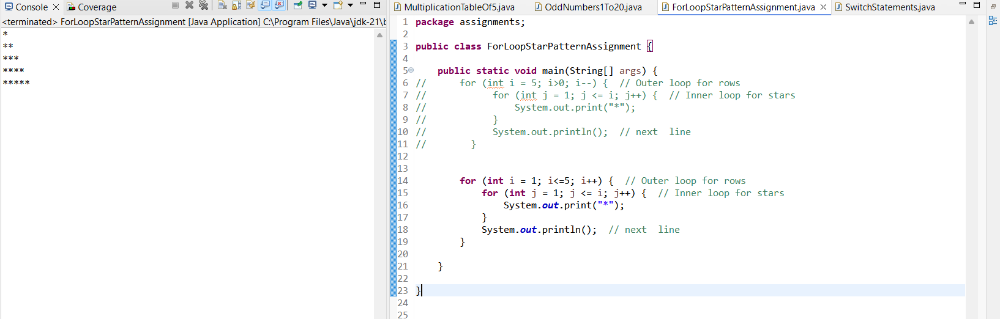 Console Coverage
<terminated> ForLoopStarPatternAssignment [Java Application] C:\Program Files\Java\jdk-21\b
*
**
***
****
*****
MultiplicationTableOf5.java OddNumbers1To20.java ForLoopStarPatternAssignment.java SwitchStatements.java
1 package assignments;
2
3 public class ForLoopStarPatternAssignment {
4
5     public static void main(String[] args) {
6 //      for (int i = 5; i>0; i--) {  // Outer loop for rows
7 //            for (int j = 1; j <= i; j++) {  // Inner loop for stars
8 //                System.out.print("*");
9 //            }
10 //            System.out.println();  // next  line
11 //        }
12
13
14         for (int i = 1; i<=5; i++) {  // Outer loop for rows
15             for (int j = 1; j <= i; j++) {  // Inner loop for stars
16                 System.out.print("*");
17             }
18             System.out.println();  // next  line
19         }
20
21     }
22
23 }
24
25